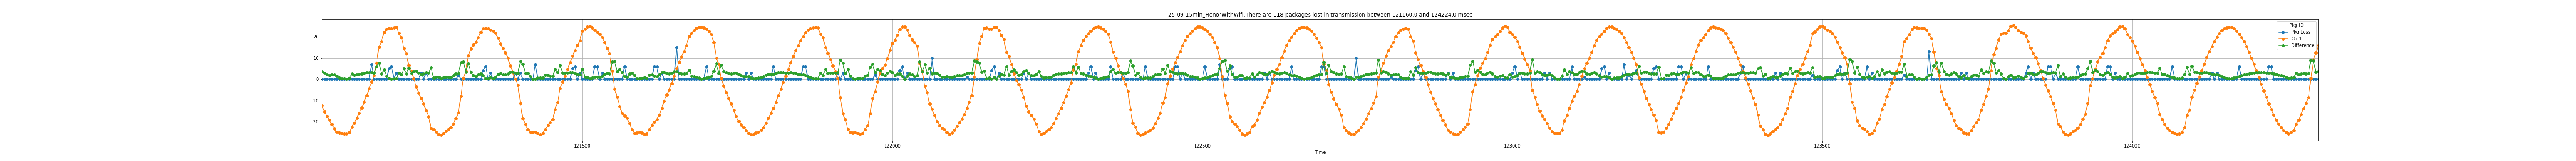 25-09-15min_HonorWithWifi:There are 118 packages lost in transmission between 121160.0 and 124224.0 msec
Pkg ID
Pkg Loss
Ch-1
Difference
20
10
0
−10
−20
121500
122000
122500
123000
123500
124000
Time